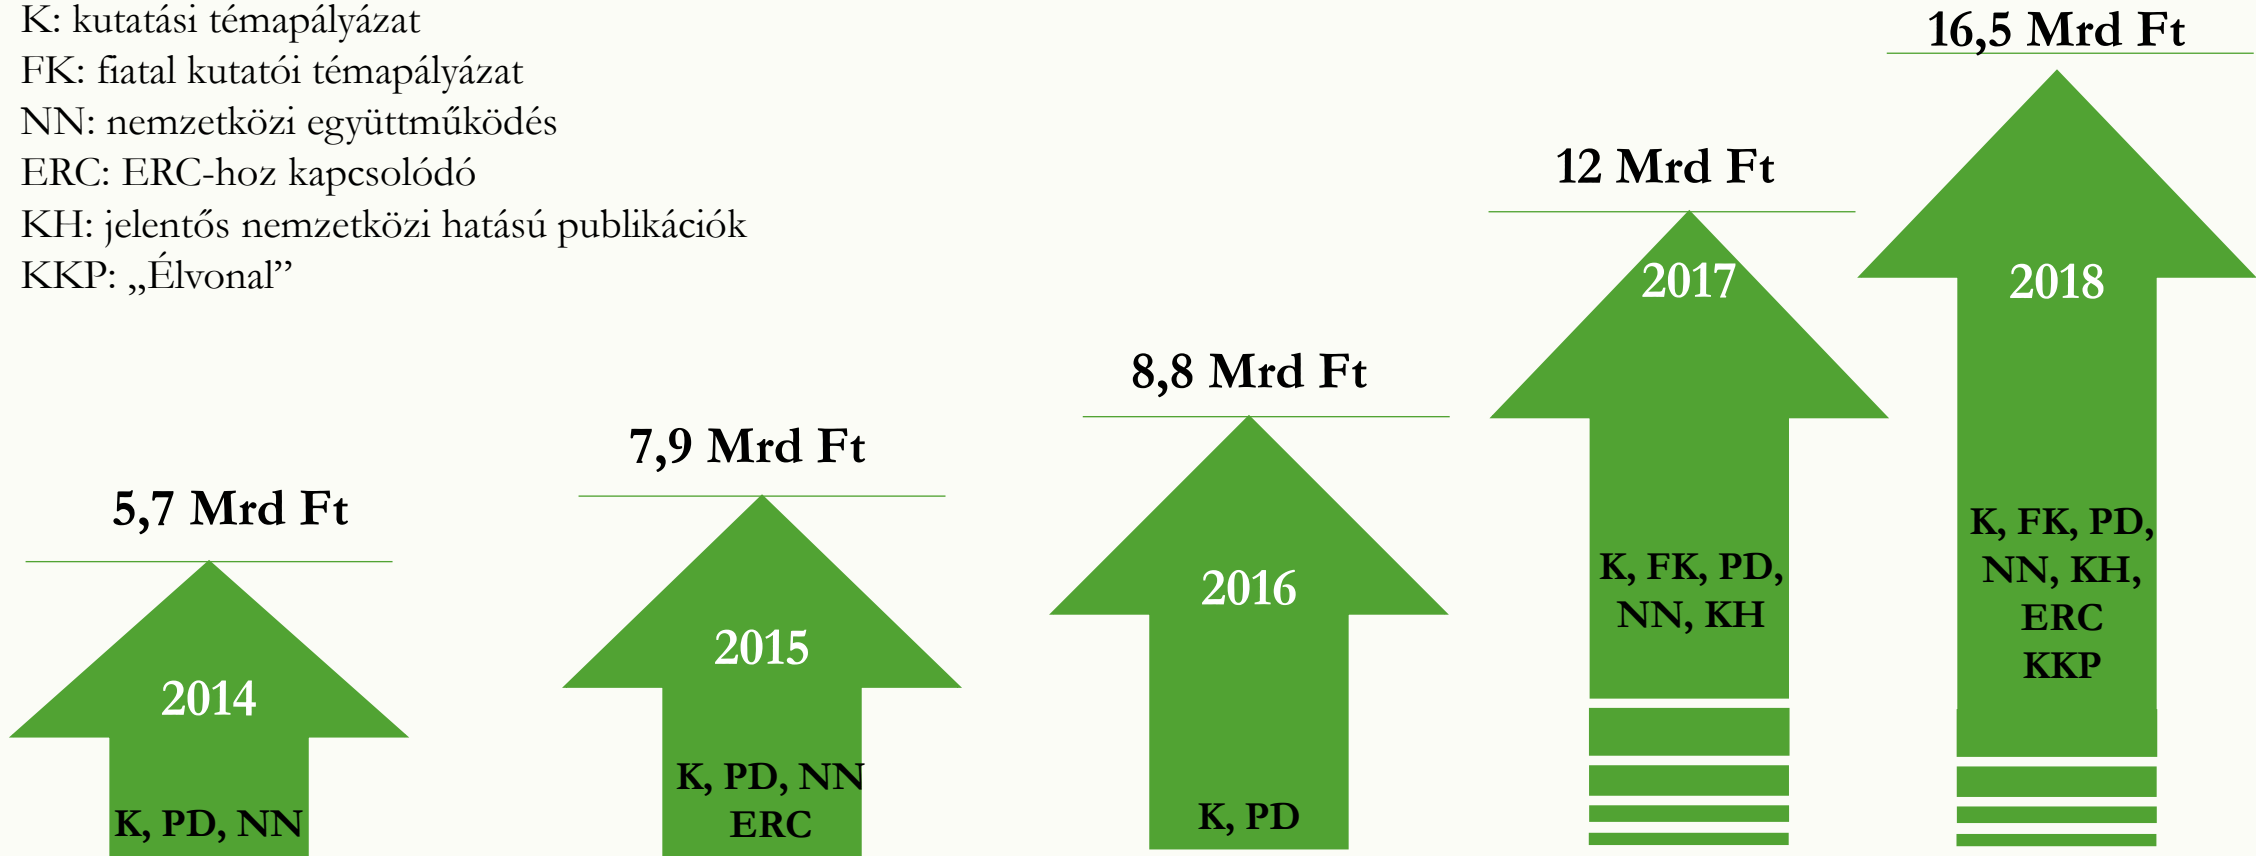 K: kutatási témapályázat
FK: fiatal kutatói témapályázat
NN: nemzetközi együttműködés
ERC: ERC-hoz kapcsolódó
KH: jelentős nemzetközi hatású publikációk
KKP: „Élvonal”
5,7 Mrd Ft
2014
K, PD, NN
7,9 Mrd Ft
2015
K, PD, NN
ERC
8,8 Mrd Ft
2016
K, PD
12 Mrd Ft
2017
K, FK, PD,
NN, KH
16,5 Mrd Ft
2018
K, FK, PD,
NN, KH,
ERC
KKP